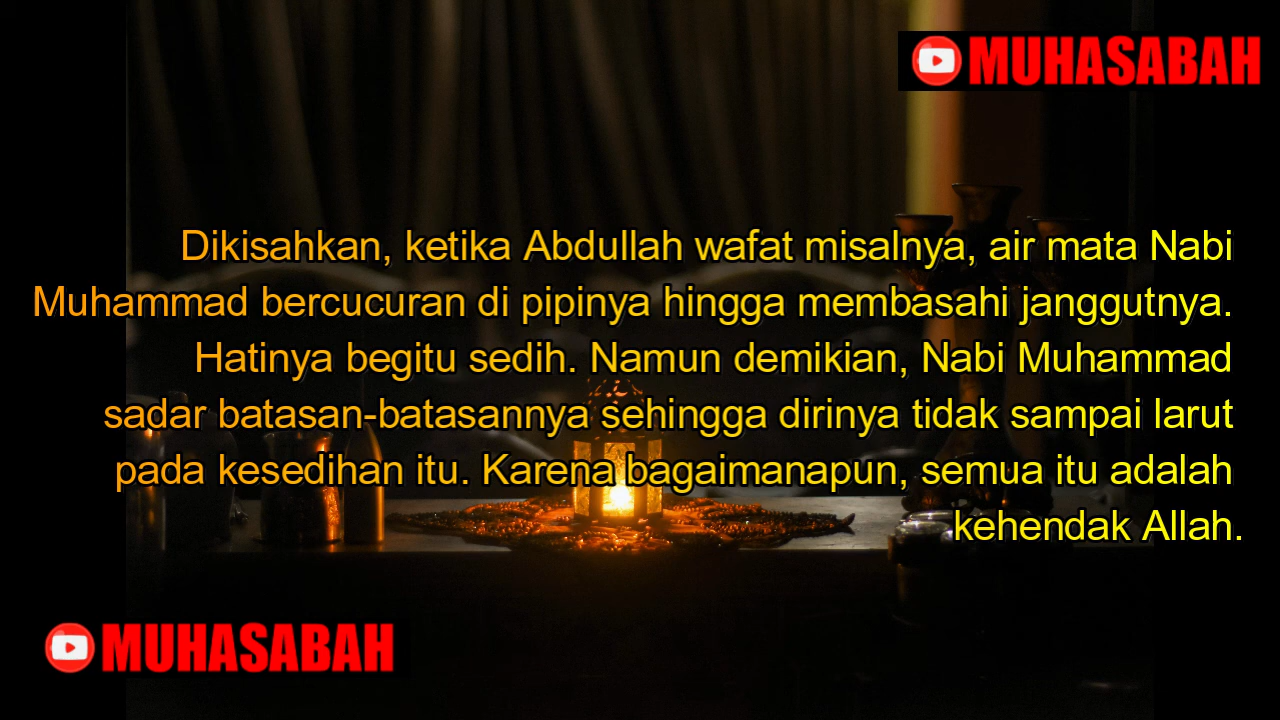 MUHASABAH
Dikisahkan, ketika Abdullah wafat misalnya, air mata Nabi
Muhammad bercucuran di pipinya hingga membasahi janggutnya.
Hatinya begitu sedih. Namun demikian, Nabi Muhammad
sadar batasan-batasannya sehingga dirinya tidak sampai larut
pada kesedihan itu. Karena bagaimanapun, semua itu adalah
kehendak Allah.
MUHASABAH